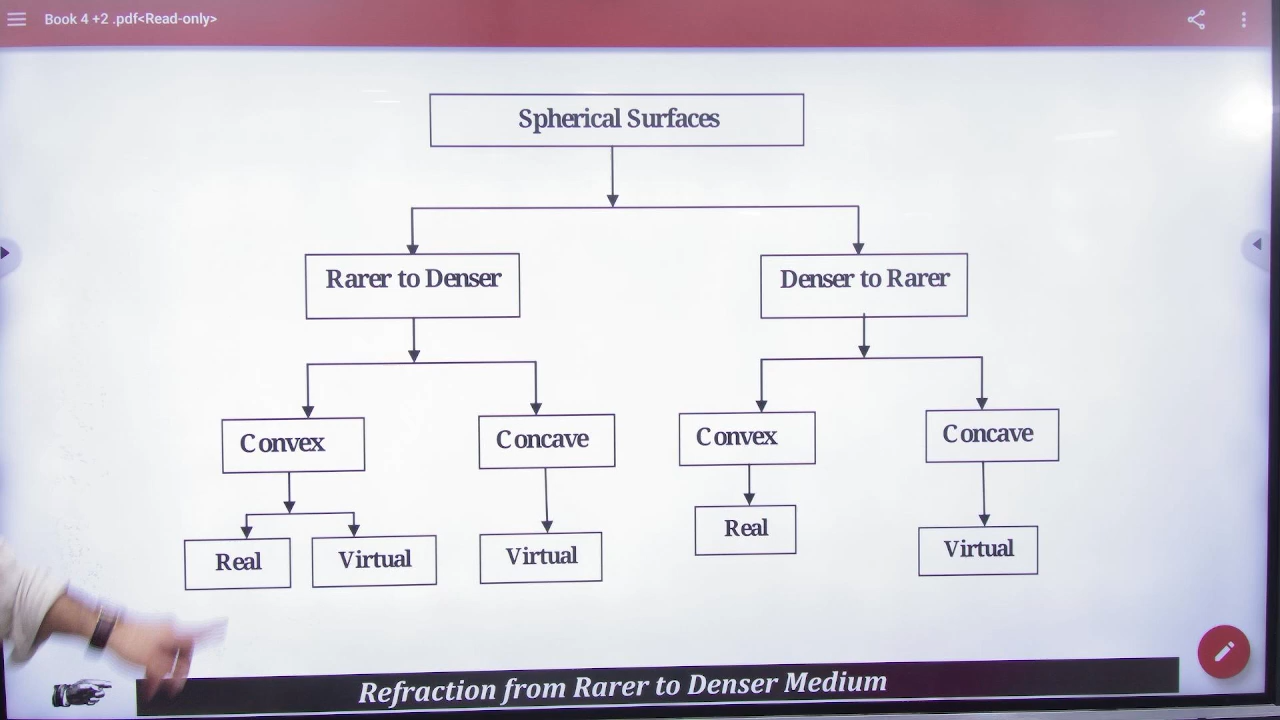 Book 4 +2 .pdf<Read-only>
Spherical Surfaces
Rarer to Denser
Denser to Rarer
Convex
Concave
Convex
Concave
Real
Virtual
Virtual
Real
Virtual
Refraction from Rarer to Denser Medium